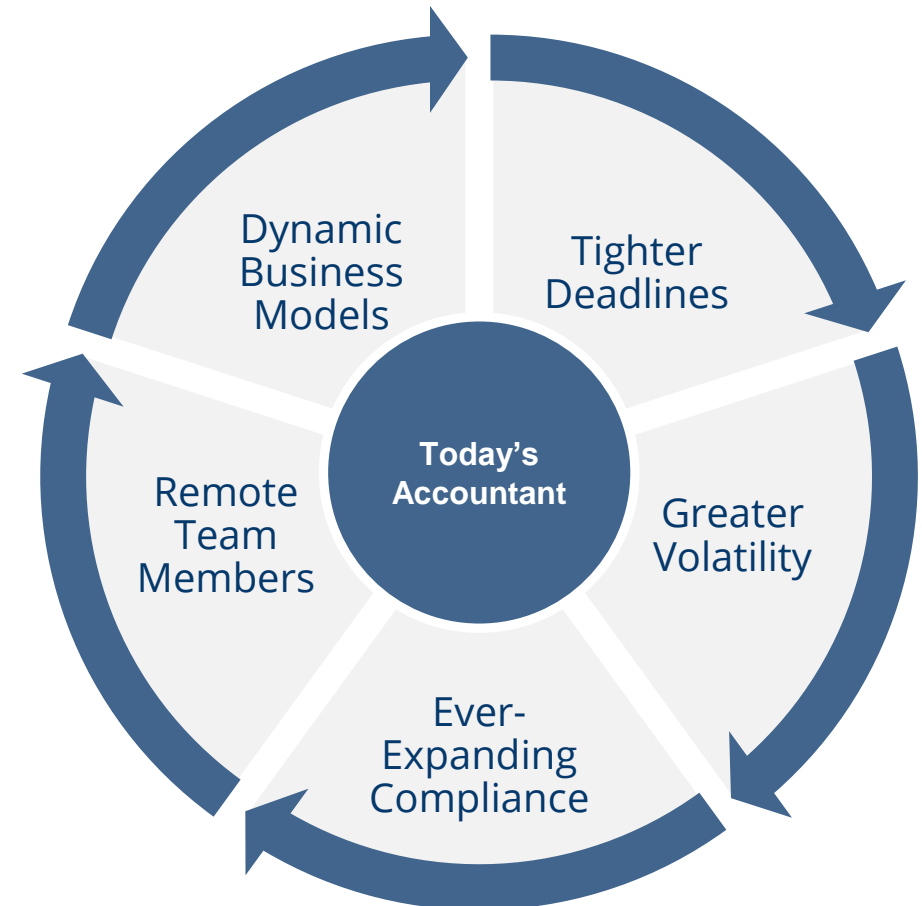 Dynamic
Business
Models
Tighter
Deadlines
Today’s
Accountant
Remote
Team
Members
Greater
Volatility
Ever-
Expanding
Compliance